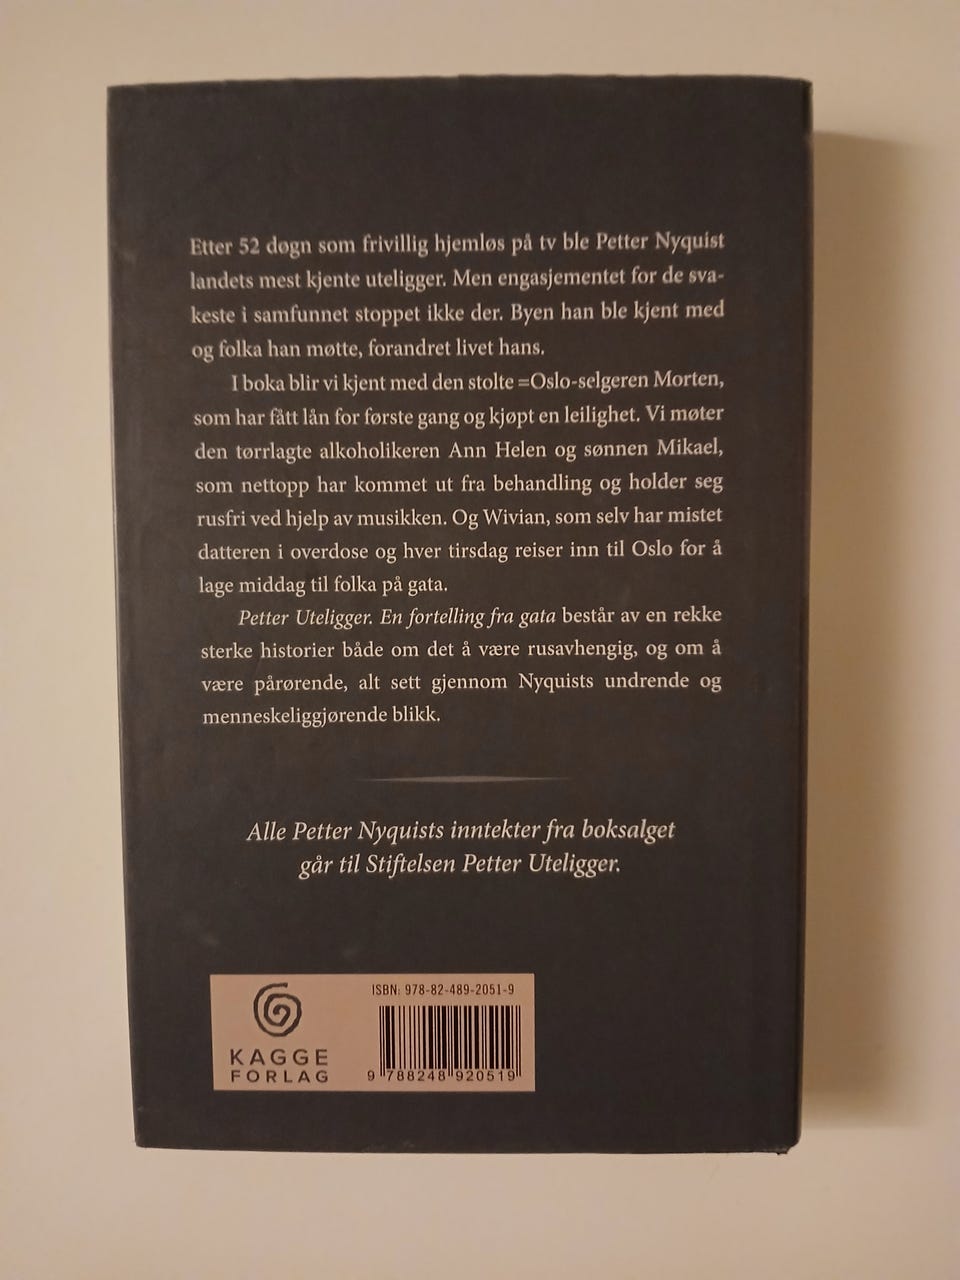 Etter 52 døgn som frivillig hjemløs på tv ble Petter Nyquist
landets mest kjente uteligger. Men engasjementet for de sva-
keste i samfunnet stoppet ikke der. Byen han ble kjent med
og folka han møtte, forandret livet hans.
I boka blir vi kjent med den stolte =Oslo-selgeren Morten,
som har fått lån for første gang og kjøpt en leilighet. Vi møter
den tørrlagte alkoholikeren Ann Helen og sønnen Mikael,
som nettopp har kommet ut fra behandling og holder seg
rusfri ved hjelp av musikken. Og Wivian, som selv har mistet
datteren i overdose og hver tirsdag reiser inn til Oslo for å
lage middag til folka på gata.
Petter Uteligger. En fortelling fra gata består av en rekke
sterke historier både om det å være rusavhengig, og om å
være pårørende, alt sett gjennom Nyquists undrende og
menneskeliggjørende blikk.
Alle Petter Nyquists inntekter fra boksalget
går til Stiftelsen Petter Uteligger.
KAGGE
FORLAG
ISBN: 978-82-489-2051-9
9 788248 920519